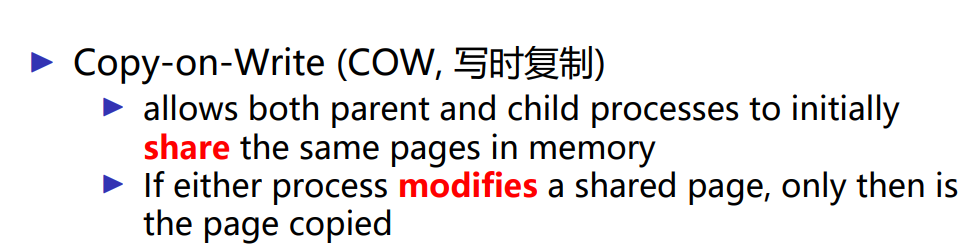 Copy-on-Write (COW, 写时复制)
allows both parent and child processes to initially
share the same pages in memory
If either process modifies a shared page, only then is
the page copied